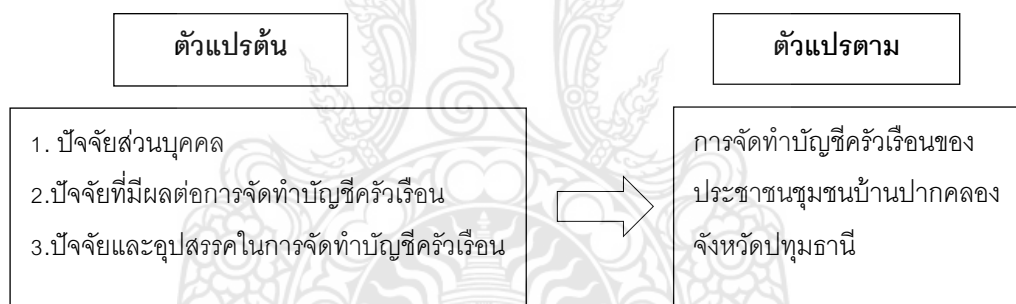 ตัวแปรต้น
ตัวแปรตาม
1. ปัจจัยส่วนบุคคล
2.ปัจจัยที่มีผลต่อการจัดทำบัญชีครัวเรือน
3.ปัจจัยและอุปสรรคในการจัดทำบัญชีครัวเรือน
การจัดทำบัญชีครัวเรือนของ
ประชาชนชุมชนบ้านปากคลอง
จังหวัดปทุมธานี